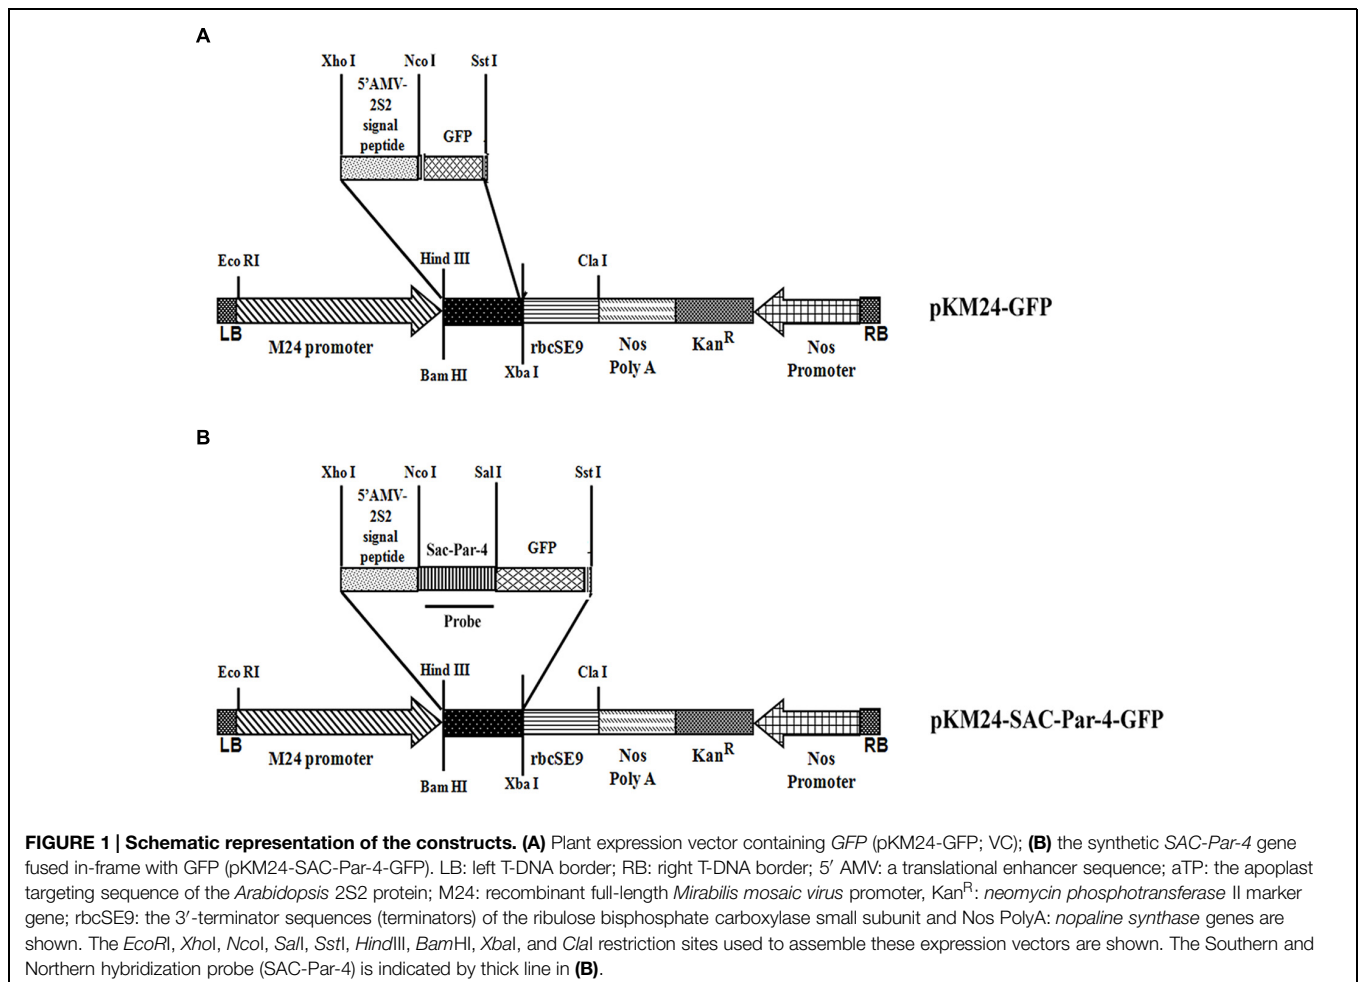 A
Xho I Nco I Sst I
5'AMV-
2S2
signal
peptide
GFP
Eco RI Hind III Cla I
LB RB
M24 promoter rbcSE9 Nos
Poly A
Kan^R Nos
Promoter
Bam HI Xba I
pKM24-GFP
B
Xho I Nco I Sal I Sst I
5'AMV-
2S2
signal
peptide
Sac-Par-4 GFP
Probe
Eco RI Hind III Cla I
LB RB
M24 promoter rbcSE9 Nos
Poly A
Kan^R Nos
Promoter
Bam HI Xba I
pKM24-SAC-Par-4-GFP
FIGURE 1 | Schematic representation of the constructs. (A) Plant expression vector containing GFP (pKM24-GFP; VC); (B) the synthetic SAC-Par-4 gene
fused in-frame with GFP (pKM24-SAC-Par-4-GFP). LB: left T-DNA border; RB: right T-DNA border; 5′ AMV: a translational enhancer sequence; aTP: the apoplast
targeting sequence of the Arabidopsis 2S2 protein; M24: recombinant full-length Mirabilis mosaic virus promoter, Kan^R: neomycin phosphotransferase II marker
gene; rbcSE9: the 3′-terminator sequences (terminators) of the ribulose bisphosphate carboxylase small subunit and Nos PolyA: nopaline synthase genes are
shown. The EcoRI, XhoI, NcoI, SalI, SstI, HindIII, BamHI, XbaI, and ClaI restriction sites used to assemble these expression vectors are shown. The Southern and
Northern hybridization probe (SAC-Par-4) is indicated by thick line in (B).